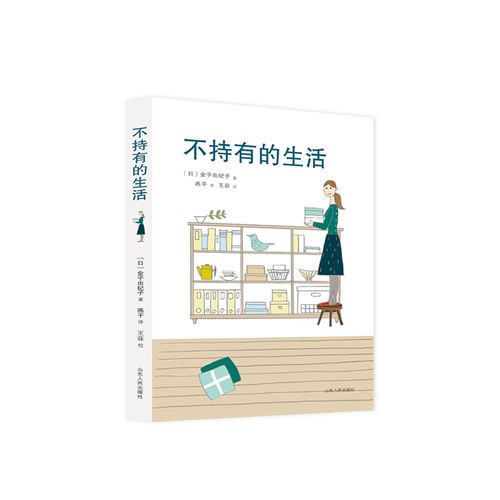 不持有的生活
〔日〕金子由纪子 著
燕子 译 王菲 校
山东人民出版社
不持有的生活
〔日〕金子由纪子 著
燕子 译
王菲 校
山东人民出版社